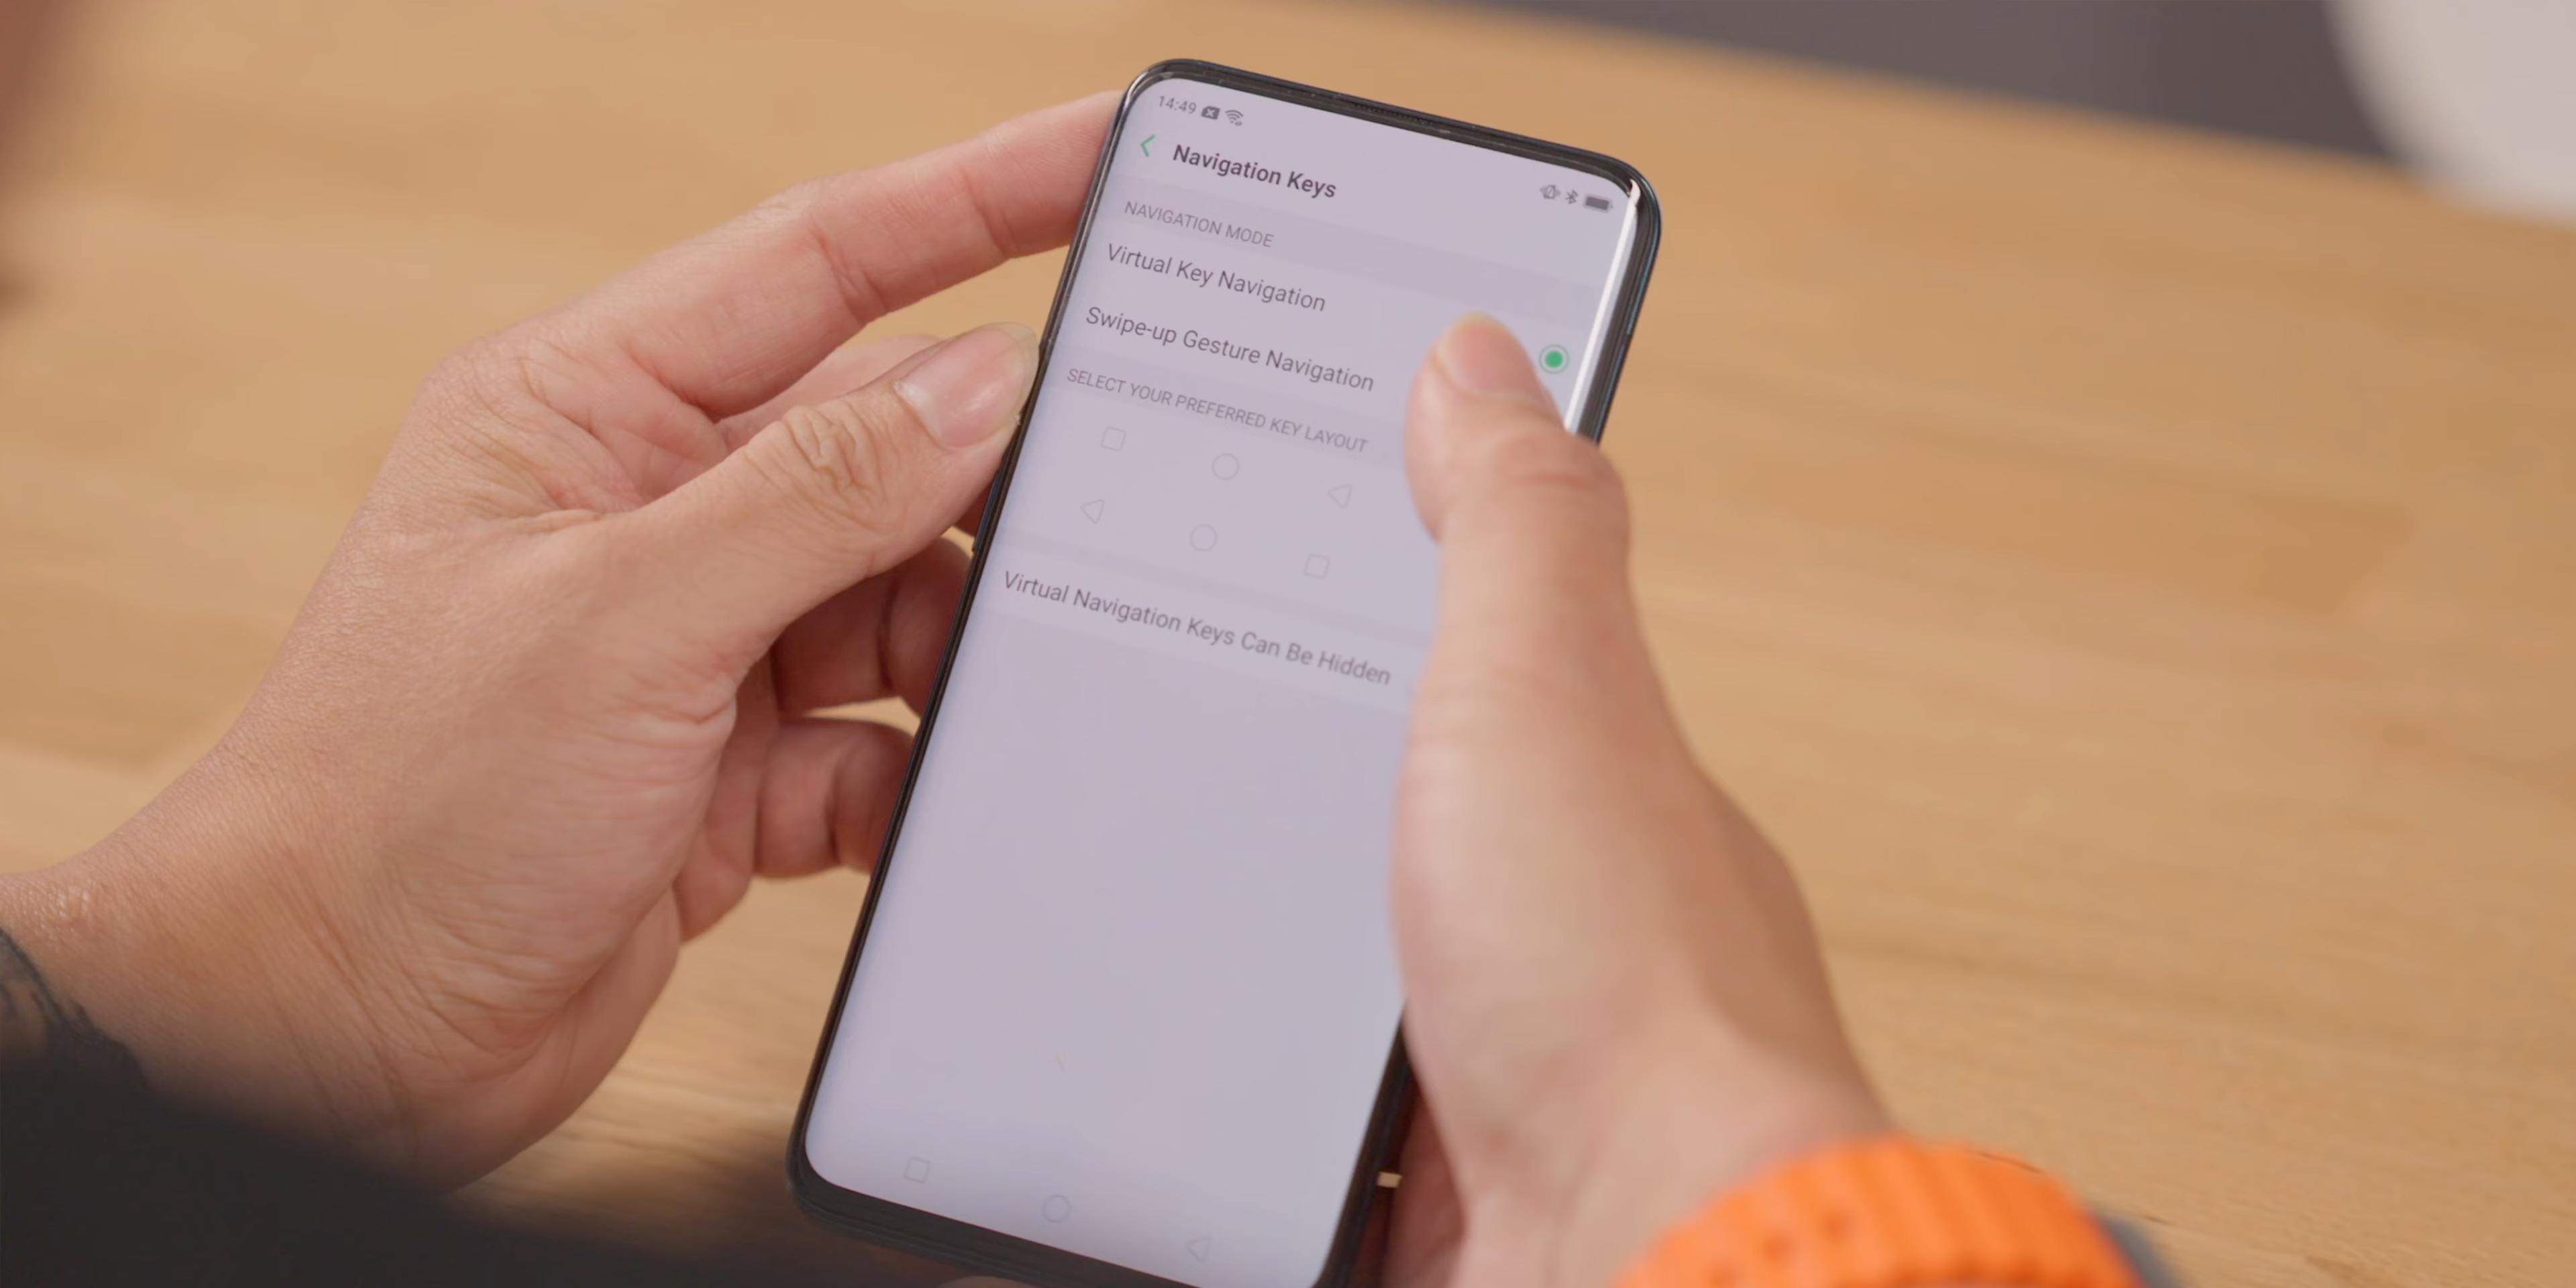 14:49
Navigation Keys
NAVIGATION MODE
Virtual Key Navigation
Swipe-up Gesture Navigation
SELECT YOUR PREFERRED KEY LAYOUT
Virtual Navigation Keys Can Be Hidden